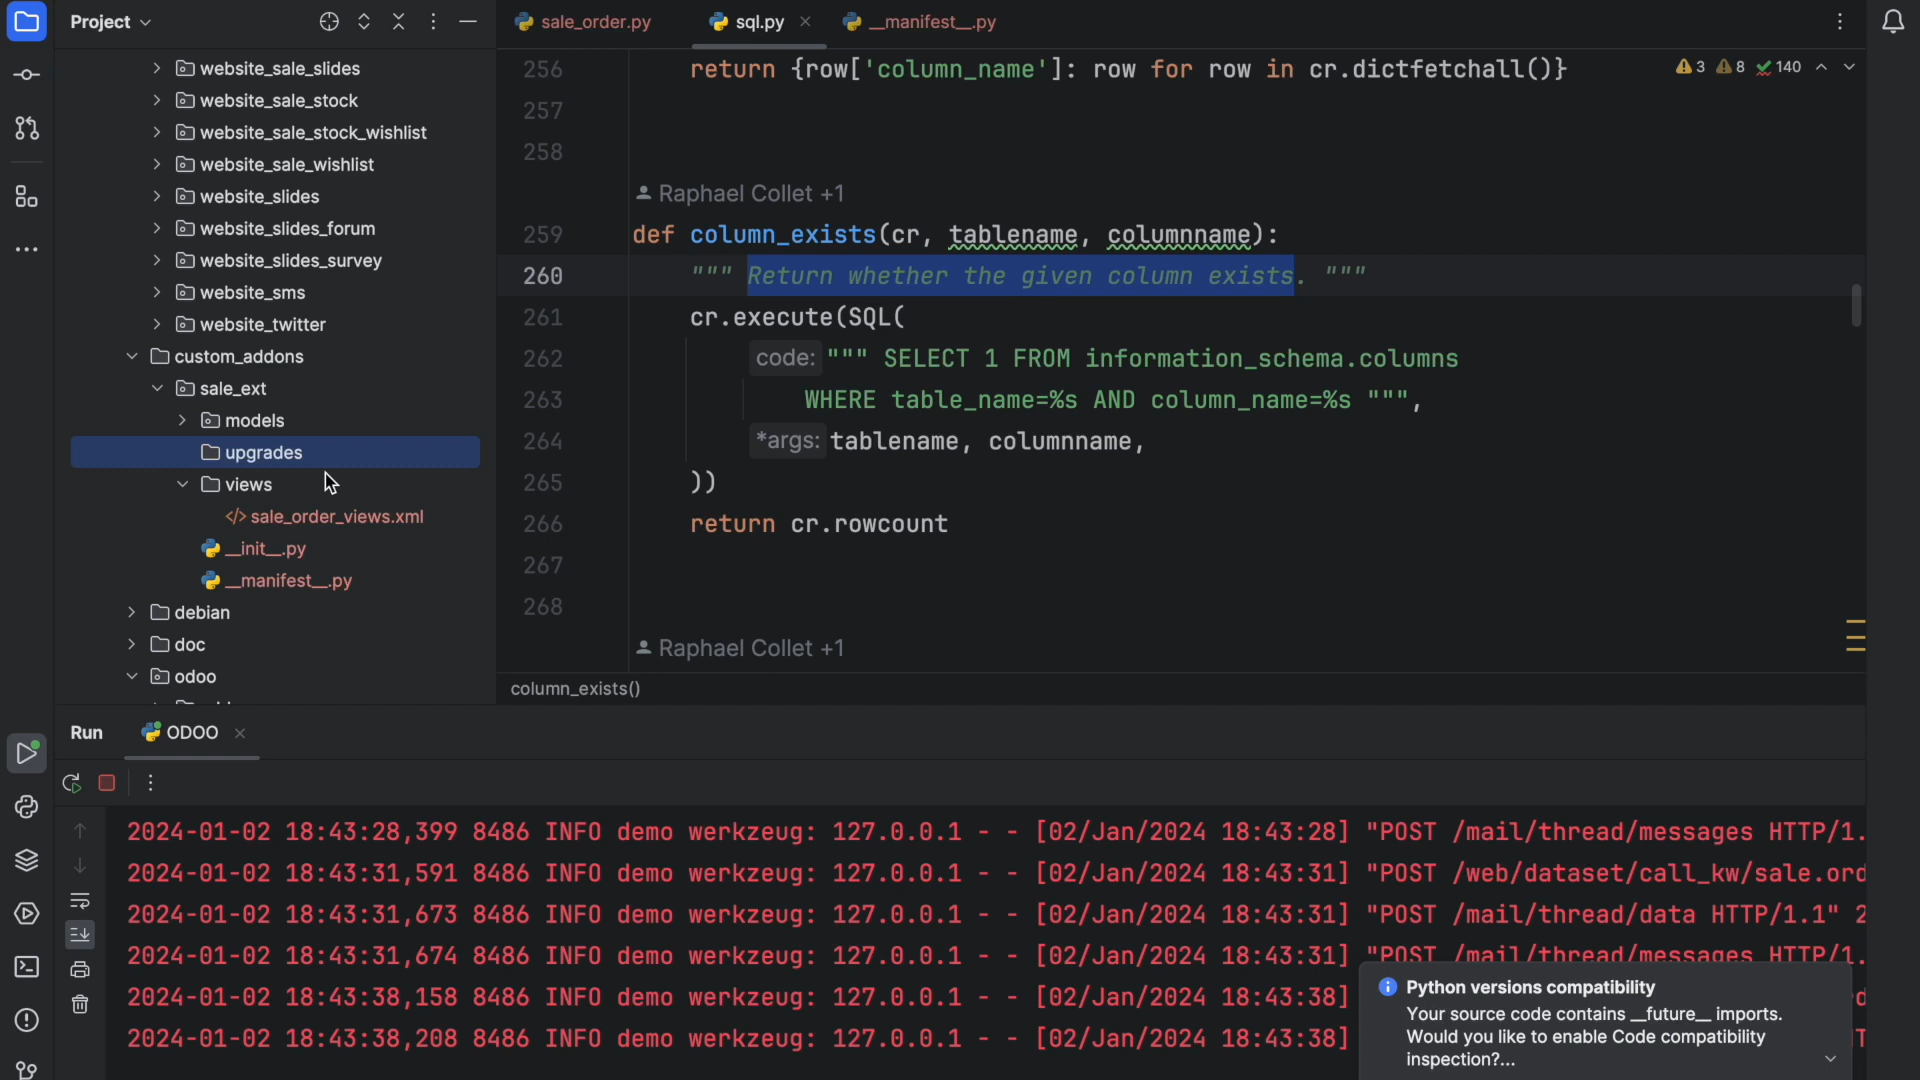 Project
website_sale_slides
website_sale_stock
website_sale_stock_wishlist
website_sale_wishlist
website_slides
website_slides_forum
website_slides_survey
website_sms
website_twitter
custom_addons
sale_ext
models
upgrades
views
sale_order_views.xml
__init__.py
__manifest__.py
debian
doc
odoo
sale_order.py
sql.py
__manifest__.py
3 8 140
256 return {row['column_name']: row for row in cr.dictfetchall()}
257
258
Raphael Collet +1
259 def column_exists(cr, tablename, columnname):
260 """ Return whether the given column exists. """
261 cr.execute(SQL(
262 code: """ SELECT 1 FROM information_schema.columns
263 WHERE table_name=%s AND column_name=%s """,
264 *args: tablename, columnname,
265 ))
266 return cr.rowcount
267
268
Raphael Collet +1
column_exists()
Run ODOO
2024-01-02 18:43:28,399 8486 INFO demo werkzeug: 127.0.0.1 - - [02/Jan/2024 18:43:28] "POST /mail/thread/messages HTTP/1.
2024-01-02 18:43:31,591 8486 INFO demo werkzeug: 127.0.0.1 - - [02/Jan/2024 18:43:31] "POST /web/dataset/call_kw/sale.ord
2024-01-02 18:43:31,673 8486 INFO demo werkzeug: 127.0.0.1 - - [02/Jan/2024 18:43:31] "POST /mail/thread/data HTTP/1.1" 2
2024-01-02 18:43:31,674 8486 INFO demo werkzeug: 127.0.0.1 - - [02/Jan/2024 18:43:31] "POST /mail/thread/messages HTTP/1.
2024-01-02 18:43:38,158 8486 INFO demo werkzeug: 127.0.0.1 - - [02/Jan/2024 18:43:38]
2024-01-02 18:43:38,208 8486 INFO demo werkzeug: 127.0.0.1 - - [02/Jan/2024 18:43:38]
Python versions compatibility
Your source code contains __future__ imports.
Would you like to enable Code compatibility
inspection?...